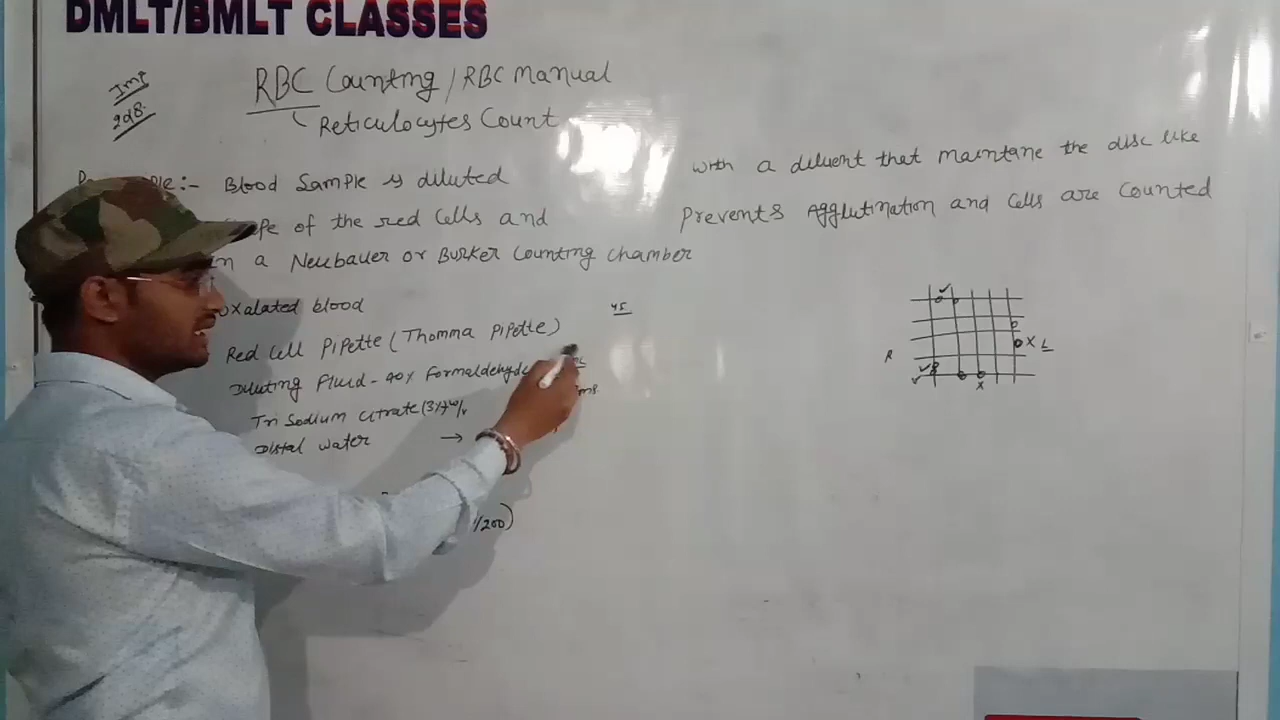 DMLT/BMLT CLASSES
Imp
RBC Counting / RBC Manual
Reticulocytes Count
Blood Sample is diluted with a diluent that maintane the disc like
of the red cells and prevents Agglutination and cells are counted
in a Neubauer or Burker Counting chamber
oxalated blood
45
Red cell Pipette (Thomma Pipette)
Diluting Fluid - 40% Formaldehyde
Tri Sodium citrate (3%)
Distal water →
1/200)
R
x L
x